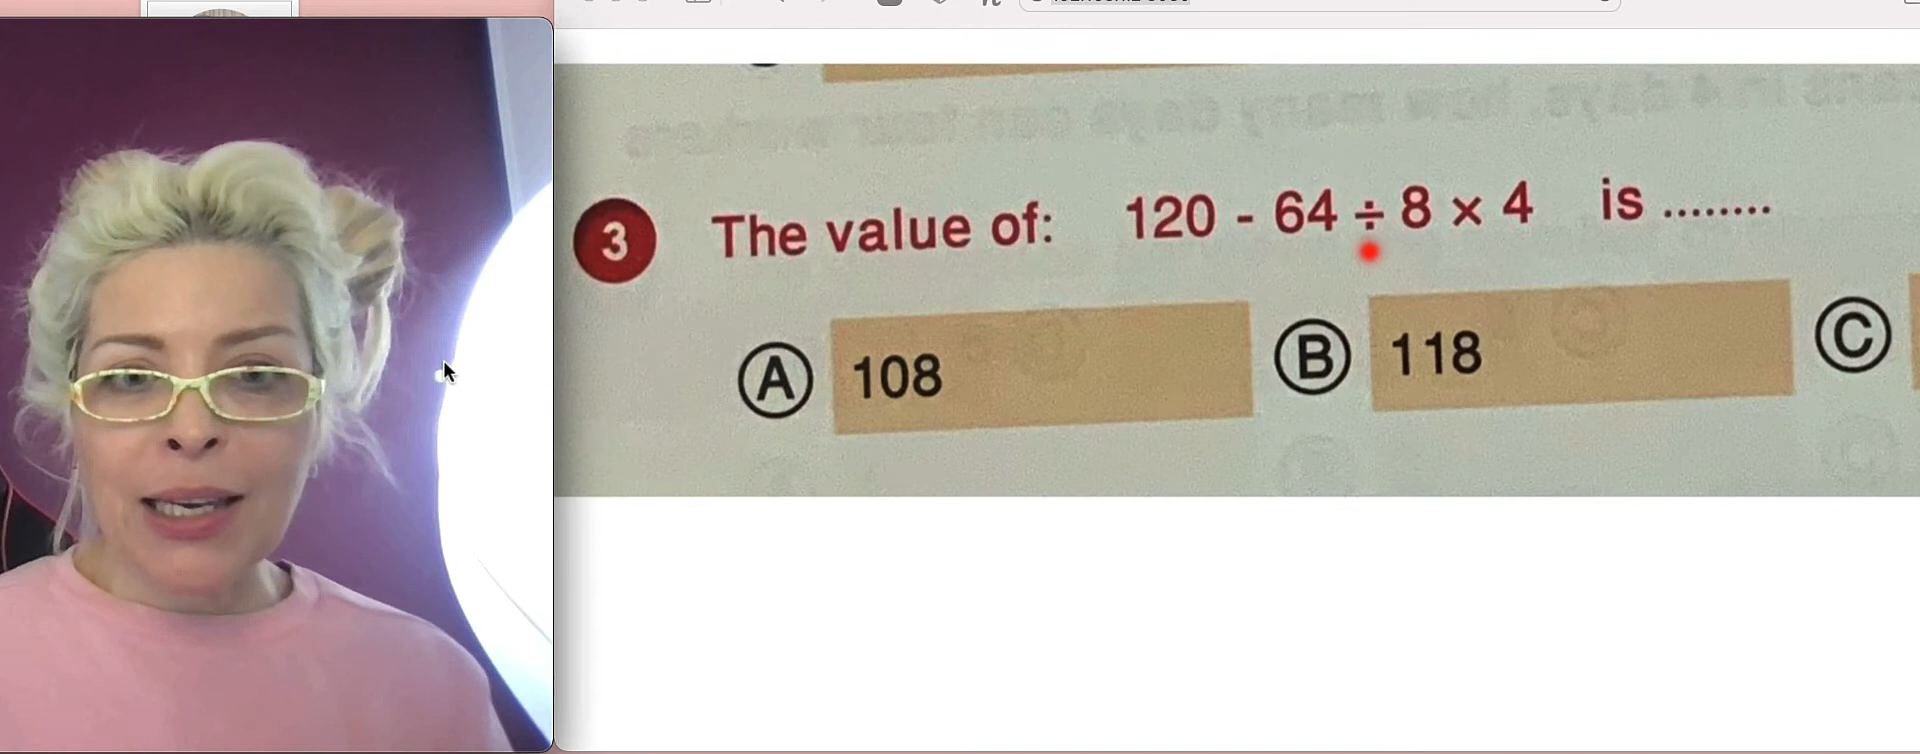 3 The value of: 120 - 64 ÷ 8 × 4 is ........
A 108 B 118 C